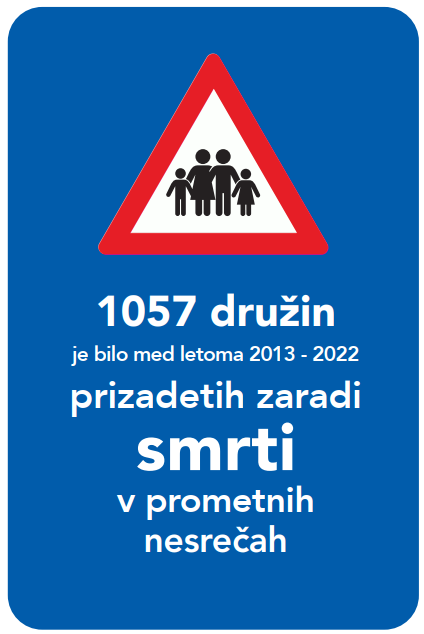 1057 družin
je bilo med letoma 2013 - 2022
prizadetih zaradi
smrti
v prometnih
nesrečah